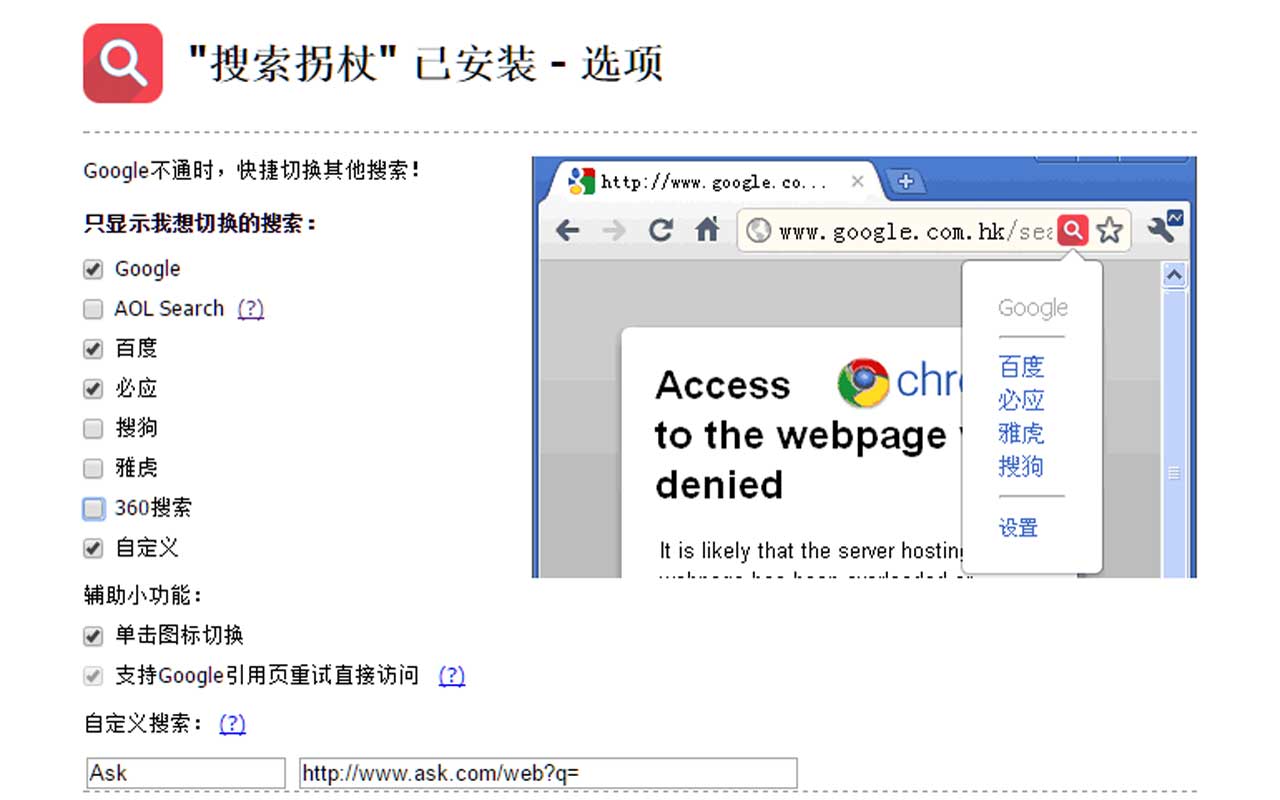 "搜索拐杖" 已安装 - 选项
Google不通时，快捷切换其他搜索！
只显示我想切换的搜索：
Google
AOL Search (?)
百度
必应
搜狗
雅虎
360搜索
自定义
辅助小功能：
单击图标切换
支持Google引用页重试直接访问 (?)
自定义搜索： (?)
Ask http://www.ask.com/web?q=
http://www.google.co...
www.google.com.hk/sea
Google
百度
必应
雅虎
搜狗
设置
Access
to the webpage
denied
chr
It is likely that the server hosting